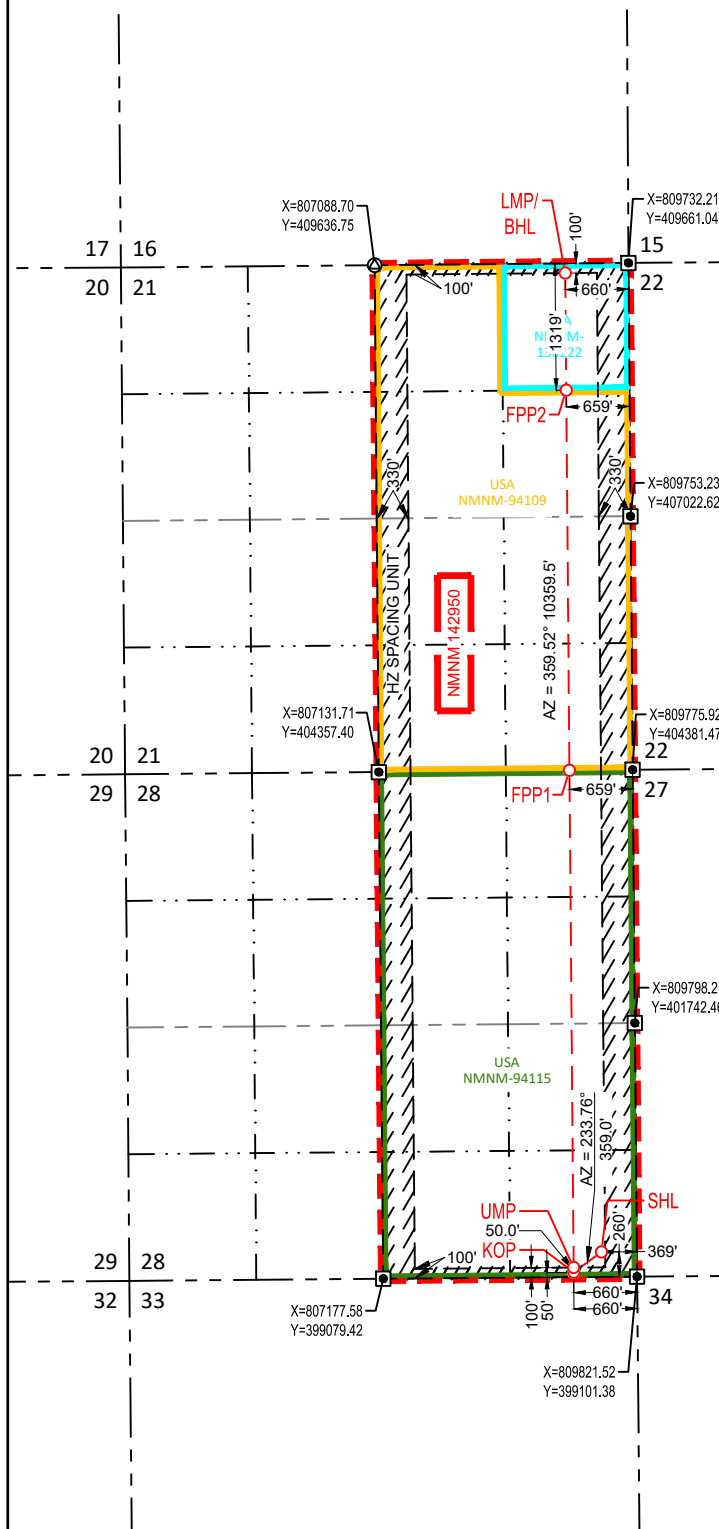 LMP/
BHL
100'
X=807088.70
Y=409636.75
X=809732.21
Y=409661.04
17 16
20 21
15
22
100'
660'
1319'
USA
FPP2
659'
330'
330'
USA
NMNM-94109
X=809753.23
Y=407022.62
HZ SPACING UNIT
NMNM 142950
AZ = 359.52° 10359.5'
X=807131.71
Y=404357.40
X=809775.92
Y=404381.47
20 21
29 28
22
27
FPP1
659'
X=809798.2
Y=401742.46
USA
NMNM-94115
AZ = 233.76°
359.0'
UMP
50.0'
KOP
SHL
260'
369'
100'
29 28
32 33
34
660'
660'
100'
50'
X=807177.58
Y=399079.42
X=809821.52
Y=399101.38